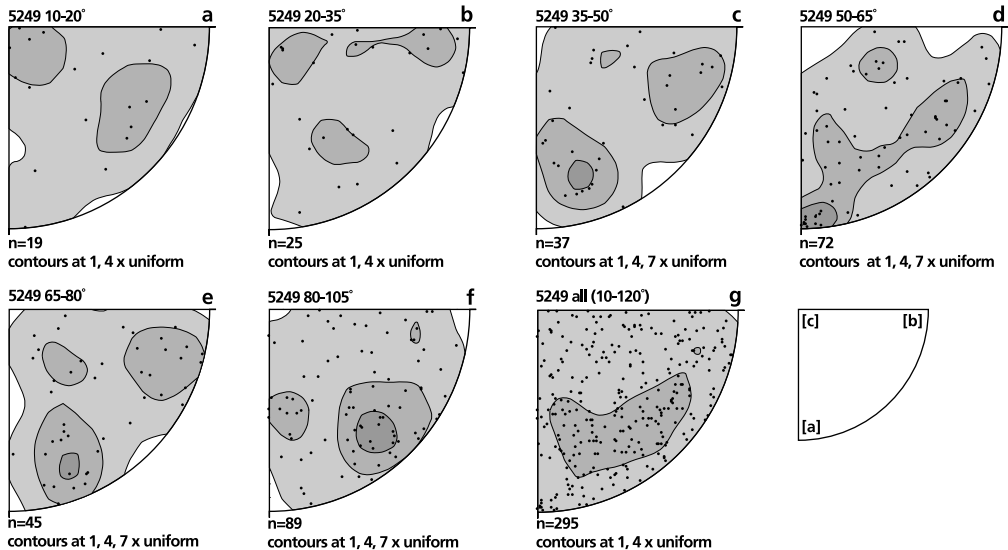 5249 10-20° a
n=19
contours at 1, 4 x uniform
5249 20-35° b
n=25
contours at 1, 4 x uniform
5249 35-50° c
n=37
contours at 1, 4, 7 x uniform
5249 50-65° d
n=72
contours at 1, 4, 7 x uniform
5249 65-80° e
n=45
contours at 1, 4, 7 x uniform
5249 80-105° f
n=89
contours at 1, 4, 7 x uniform
5249 all (10-120°) g
n=295
contours at 1, 4 x uniform
[c] [b]
[a]